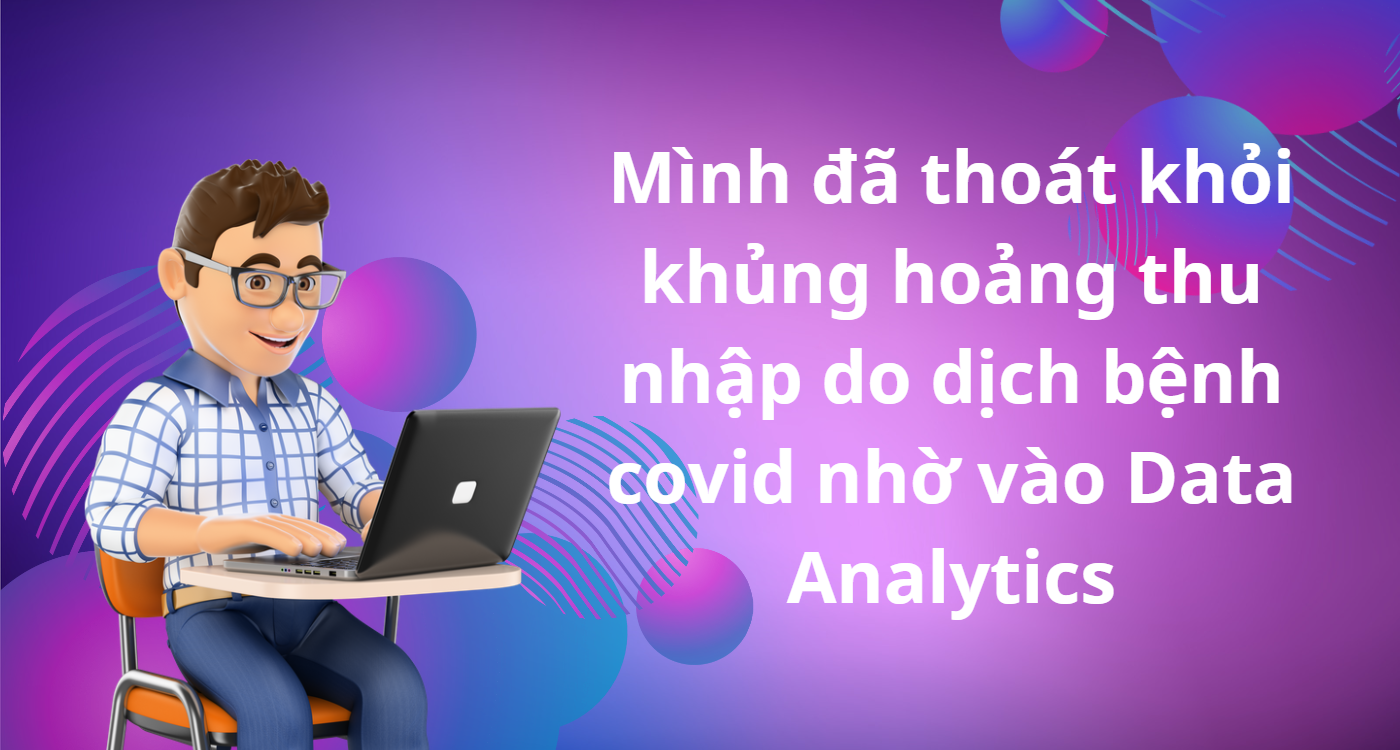 Mình đã thoát khỏi
khủng hoảng thu
nhập do dịch bệnh
covid nhờ vào Data
Analytics